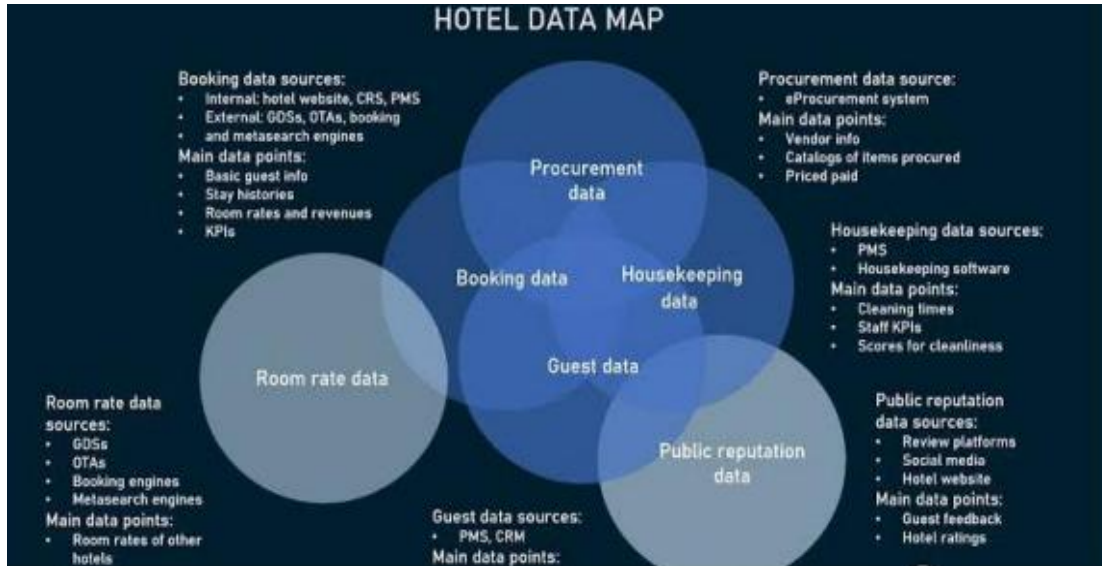 HOTEL DATA MAP
Booking data sources:
• Internal: hotel website, CRS, PMS
• External: GDSs, OTAs, booking
• and metasearch engines
Main data points:
• Basic guest info
• Stay histories
• Room rates and revenues
• KPIs
Procurement data source:
• eProcurement system
Main data points:
• Vendor info
• Catalogs of items procured
• Priced paid
Procurement
data
Booking data
Housekeeping
data
Guest data
Room rate data
Public reputation
data
Housekeeping data sources:
• PMS
• Housekeeping software
Main data points:
• Cleaning times
• Staff KPIs
• Scores for cleanliness
Room rate data
sources:
• GDSs
• OTAs
• Booking engines
• Metasearch engines
Main data points:
• Room rates of other
hotels
Guest data sources:
• PMS, CRM
Main data points:
Public reputation
data sources:
• Review platforms
• Social media
• Hotel website
Main data points:
• Guest feedback
• Hotel ratings